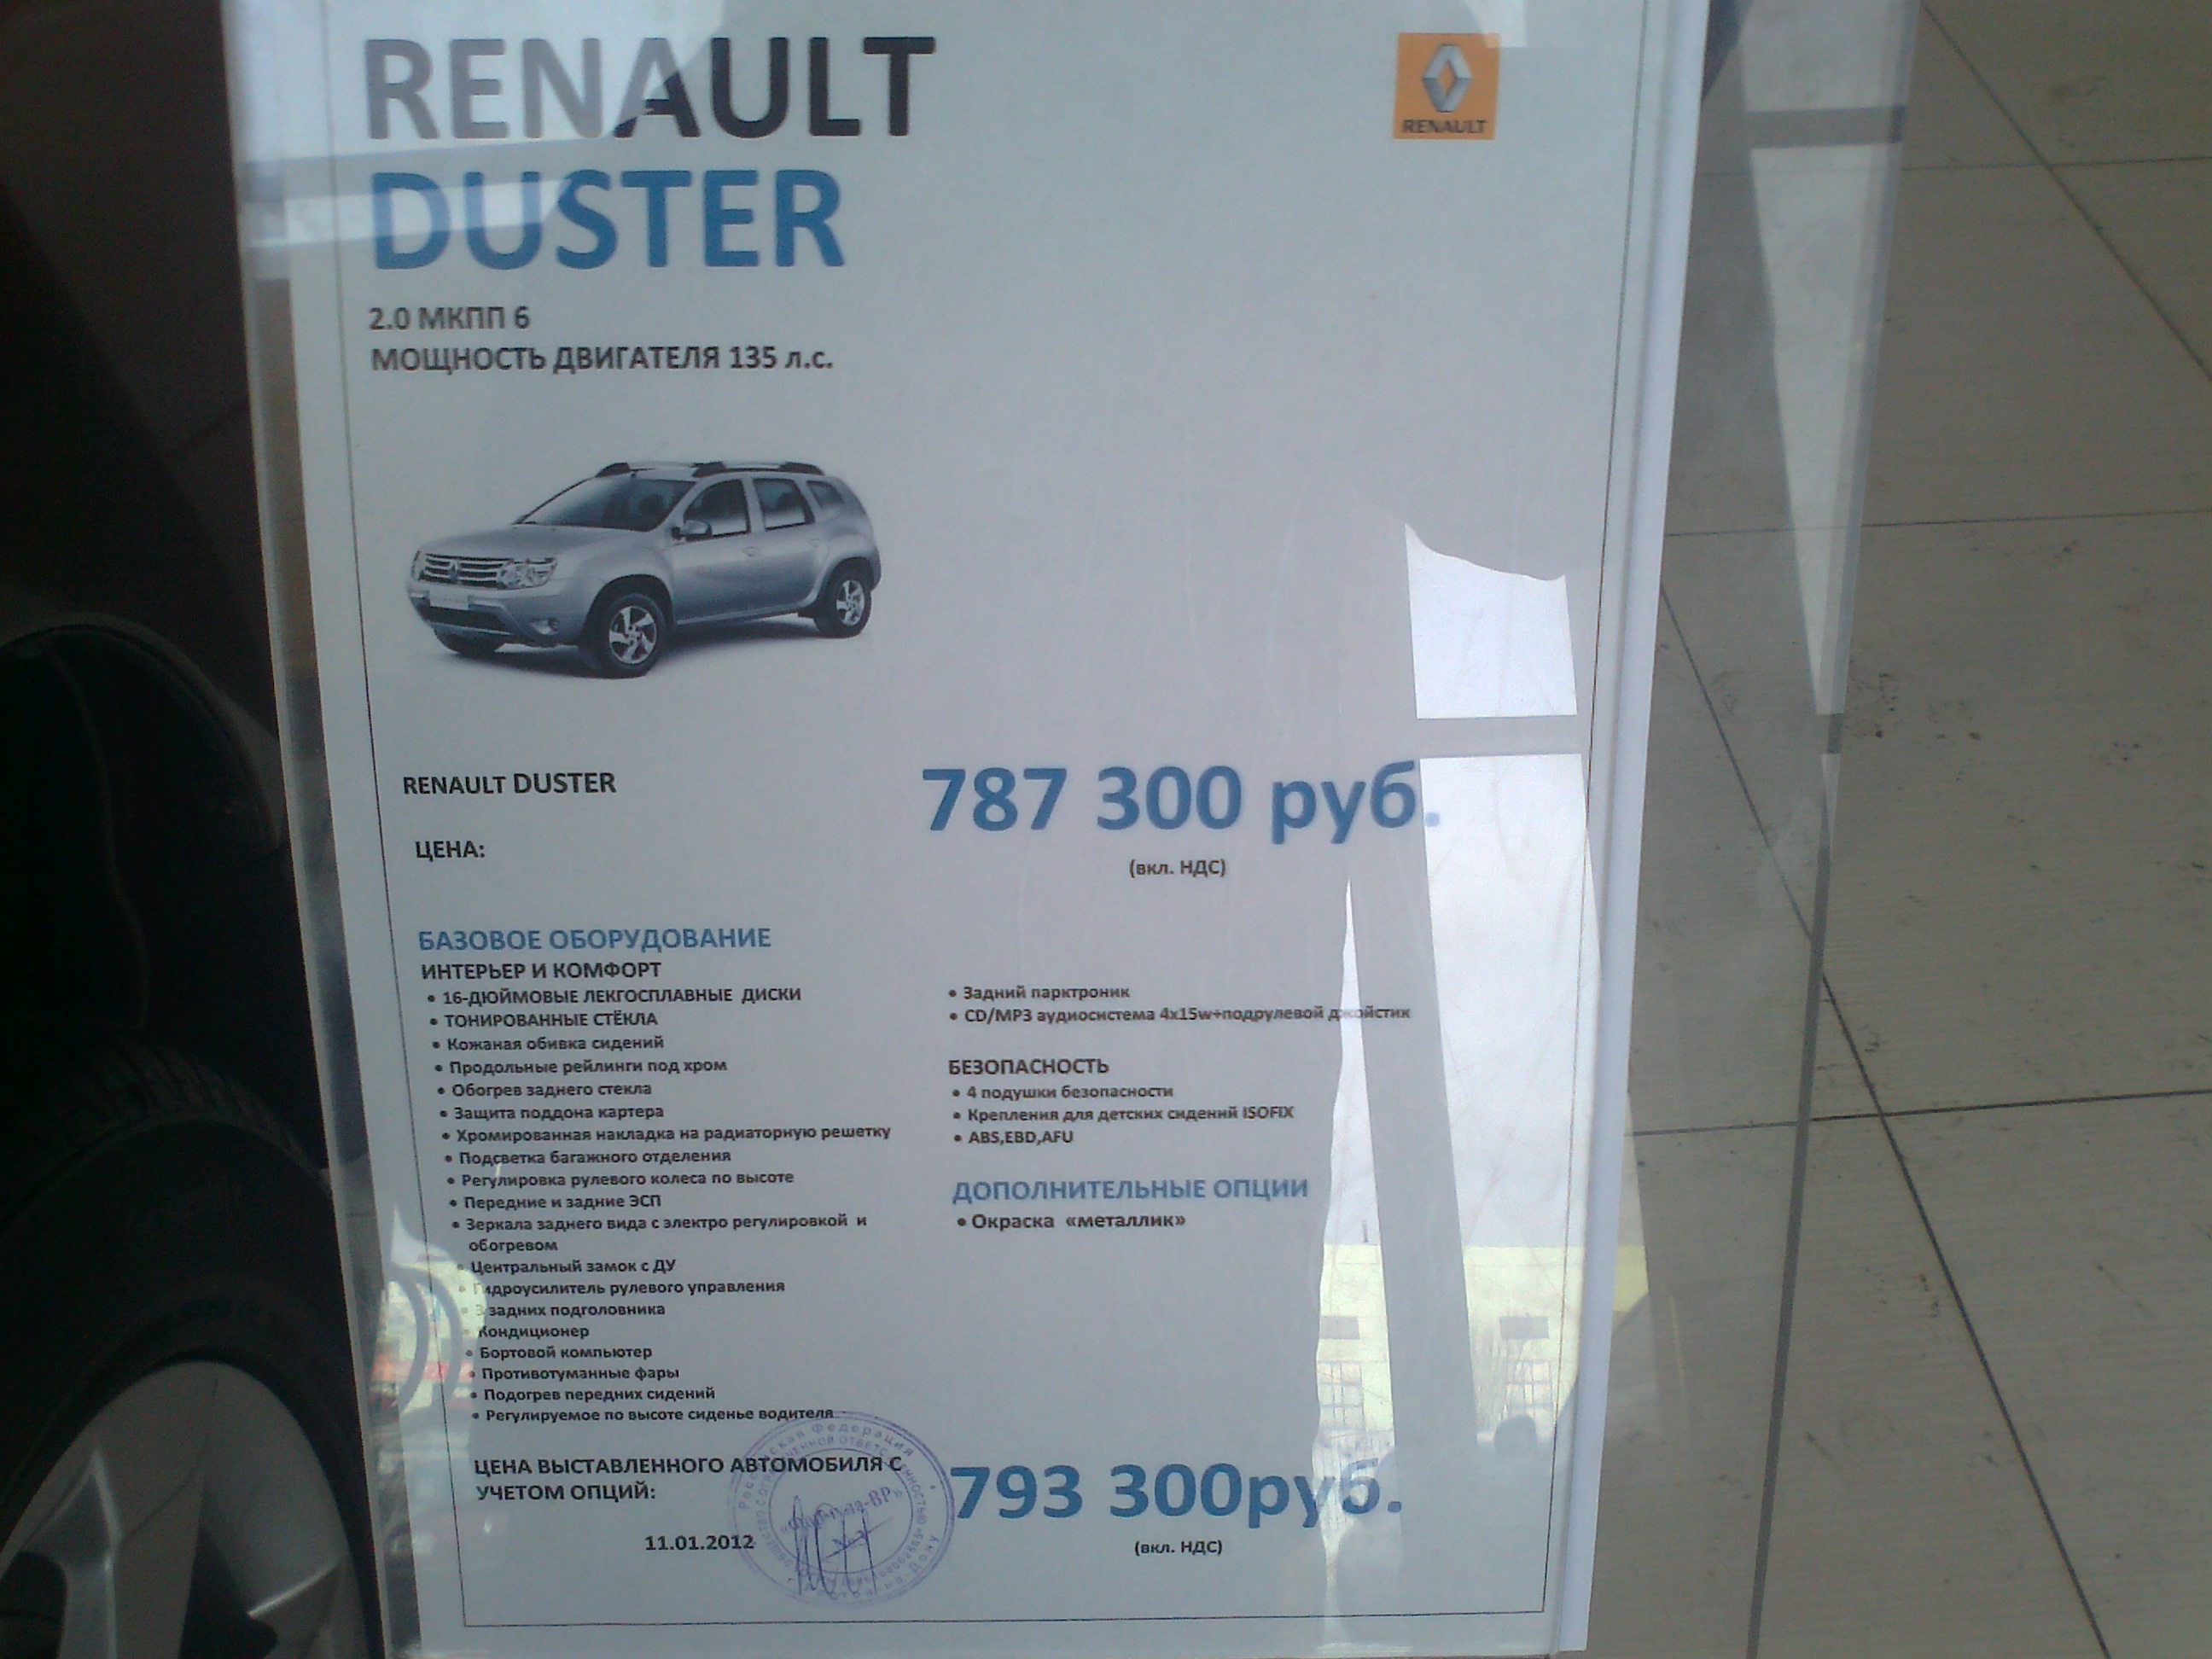 RENAULT
DUSTER
RENAULT
2.0 МКПП 6
МОЩНОСТЬ ДВИГАТЕЛЯ 135 л.с.
RENAULT DUSTER
787 300 руб.
ЦЕНА:
(вкл. НДС)
БАЗОВОЕ ОБОРУДОВАНИЕ
ИНТЕРЬЕР И КОМФОРТ
• 16-ДЮЙМОВЫЕ ЛЕКГОСПЛАВНЫЕ ДИСКИ
• ТОНИРОВАННЫЕ СТЁКЛА
• Кожаная обивка сидений
• Продольные рейлинги под хром
• Обогрев заднего стекла
• Защита поддона картера
• Хромированная накладка на радиаторную решетку
• Подсветка багажного отделения
• Регулировка рулевого колеса по высоте
• Передние и задние ЭСП
• Зеркала заднего вида с электро регулировкой и
обогревом
• Центральный замок с ДУ
• Гидроусилитель рулевого управления
• 3 задних подголовника
• Кондиционер
• Бортовой компьютер
• Противотуманные фары
• Подогрев передних сидений
• Регулируемое по высоте сиденье водителя
• Задний парктроник
• CD/MP3 аудиосистема 4x15w+подрулевой джойстик
БЕЗОПАСНОСТЬ
• 4 подушки безопасности
• Крепления для детских сидений ISOFIX
• ABS,EBD,AFU
ДОПОЛНИТЕЛЬНЫЕ ОПЦИИ
• Окраска «металлик»
ЦЕНА ВЫСТАВЛЕННОГО АВТОМОБИЛЯ С
УЧЕТОМ ОПЦИЙ:
793 300руб.
11.01.2012
(вкл. НДС)
Российская Федерация